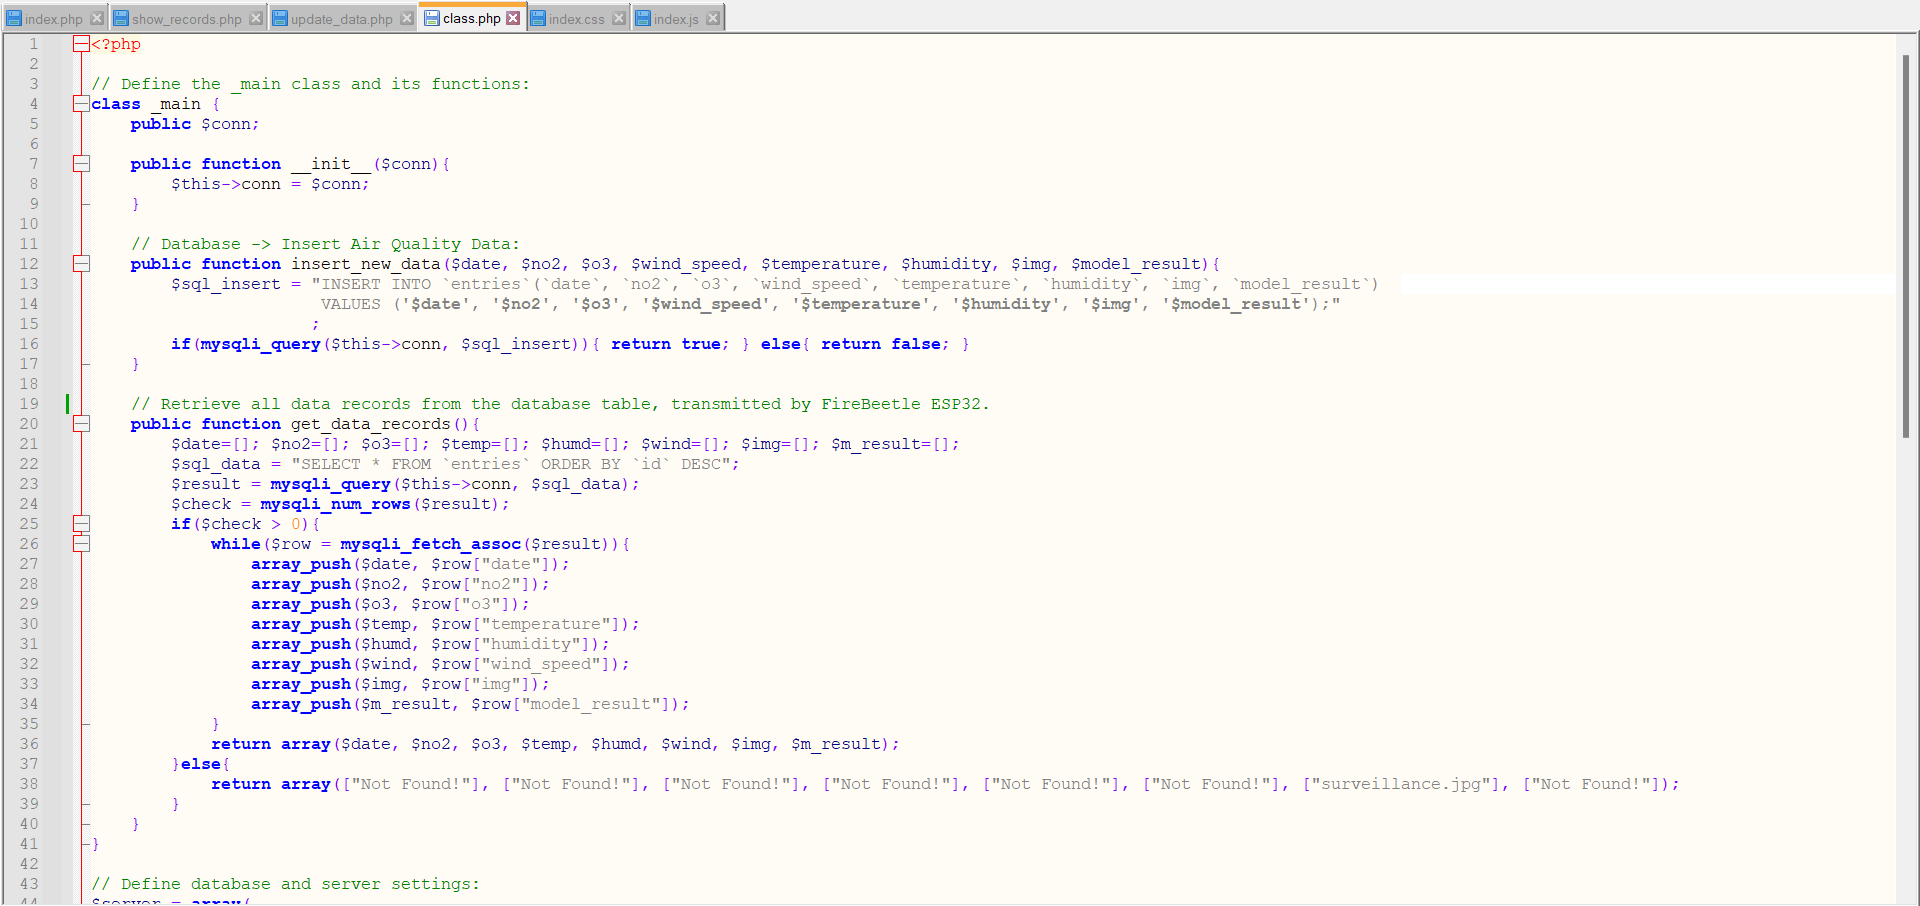 index.php show_records.php update_data.php class.php index.css index.js
1 <?php
2
3 // Define the _main class and its functions:
4 class _main {
5 public $conn;
6
7 public function __init__($conn){
8 $this->conn = $conn;
9 }
10
11 // Database -> Insert Air Quality Data:
12 public function insert_new_data($date, $no2, $o3, $wind_speed, $temperature, $humidity, $img, $model_result){
13 $sql_insert = "INSERT INTO `entries`(`date`, `no2`, `o3`, `wind_speed`, `temperature`, `humidity`, `img`, `model_result`)
14 VALUES ('$date', '$no2', '$o3', '$wind_speed', '$temperature', '$humidity', '$img', '$model_result');"
15 ;
16 if(mysqli_query($this->conn, $sql_insert)){ return true; } else{ return false; }
17 }
18
19 // Retrieve all data records from the database table, transmitted by FireBeetle ESP32.
20 public function get_data_records(){
21 $date=[]; $no2=[]; $o3=[]; $temp=[]; $humd=[]; $wind=[]; $img=[]; $m_result=[];
22 $sql_data = "SELECT * FROM `entries` ORDER BY `id` DESC";
23 $result = mysqli_query($this->conn, $sql_data);
24 $check = mysqli_num_rows($result);
25 if($check > 0){
26 while($row = mysqli_fetch_assoc($result)){
27 array_push($date, $row["date"]);
28 array_push($no2, $row["no2"]);
29 array_push($o3, $row["o3"]);
30 array_push($temp, $row["temperature"]);
31 array_push($humd, $row["humidity"]);
32 array_push($wind, $row["wind_speed"]);
33 array_push($img, $row["img"]);
34 array_push($m_result, $row["model_result"]);
35 }
36 return array($date, $no2, $o3, $temp, $humd, $wind, $img, $m_result);
37 }else{
38 return array(["Not Found!"], ["Not Found!"], ["Not Found!"], ["Not Found!"], ["Not Found!"], ["Not Found!"], ["surveillance.jpg"], ["Not Found!"]);
39 }
40 }
41 }
42
43 // Define database and server settings:
44 $server = array(